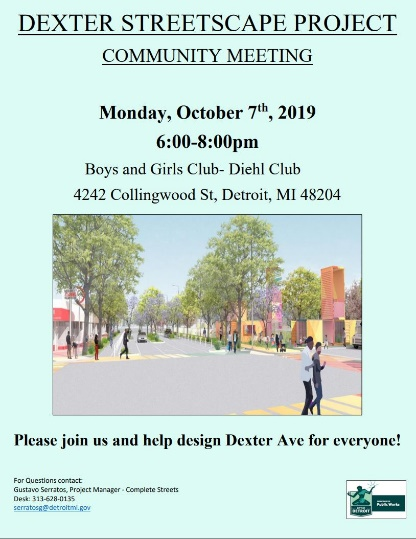 DEXTER STREETSCAPE PROJECT
COMMUNITY MEETING
Monday, October 7th, 2019
6:00-8:00pm
Boys and Girls Club- Diehl Club
4242 Collingwood St, Detroit, MI 48204
Please join us and help design Dexter Ave for everyone!
For Questions contact:
Gustavo Serratos, Project Manager - Complete Streets
Desk: 313-628-0135
serratosg@detroitmi.gov
DETROIT
Public Works